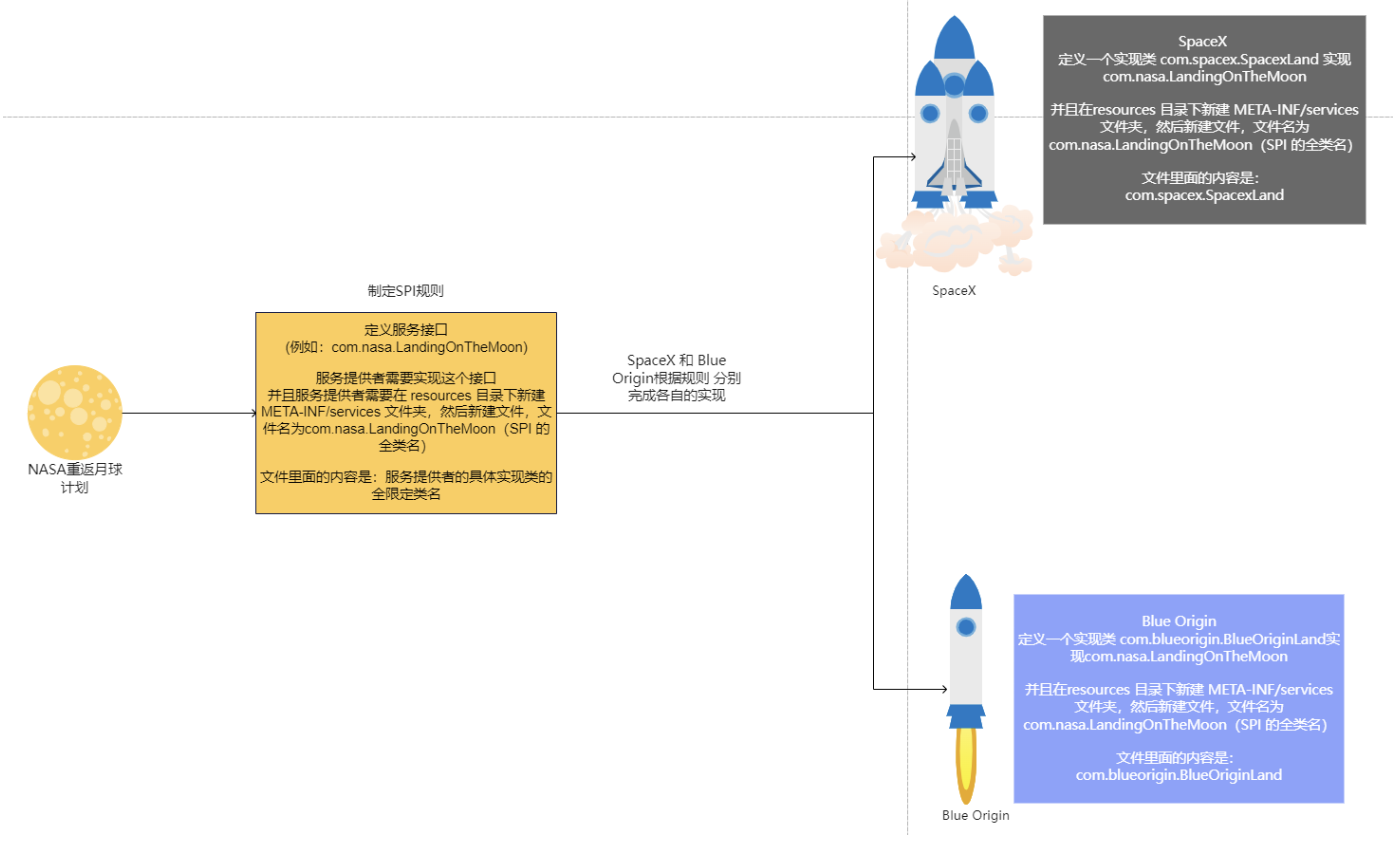 NASA重返月球
计划
制定SPI规则
定义服务接口
(例如：com.nasa.LandingOnTheMoon)
服务提供者需要实现这个接口
并且服务提供者需要在 resources 目录下新建
META-INF/services 文件夹，然后新建文件，文
件名为com.nasa.LandingOnTheMoon（SPI 的
全类名）
文件里面的内容是：服务提供者的具体实现类的
全限定类名
SpaceX 和 Blue
Origin根据规则 分别
完成各自的实现
SpaceX
SpaceX
定义一个实现类 com.spacex.SpacexLand 实现
com.nasa.LandingOnTheMoon
并且在resources 目录下新建 META-INF/services
文件夹，然后新建文件，文件名为
com.nasa.LandingOnTheMoon（SPI 的全类名）
文件里面的内容是：
com.spacex.SpacexLand
Blue Origin
Blue Origin
定义一个实现类 com.blueorigin.BlueOriginLand实
现com.nasa.LandingOnTheMoon
并且在resources 目录下新建 META-INF/services
文件夹，然后新建文件，文件名为
com.nasa.LandingOnTheMoon（SPI 的全类名）
文件里面的内容是：
com.blueorigin.BlueOriginLand